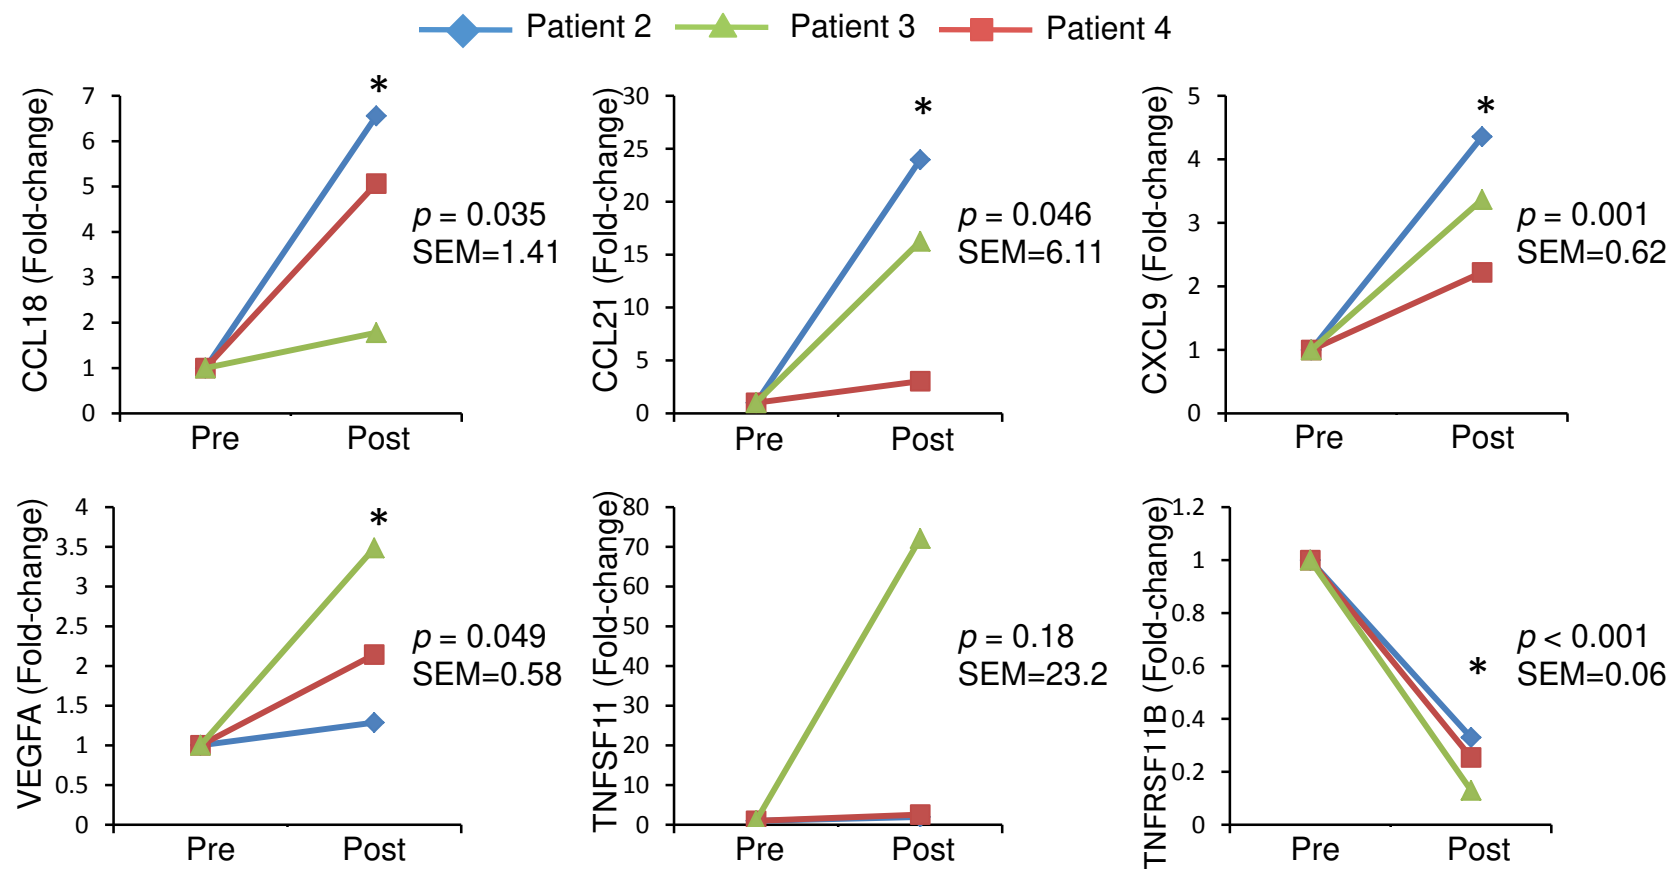 Patient 2 Patient 3 Patient 4
CCL18 (Fold-change)
7
6
5
4
3
2
1
0
*
p = 0.035
SEM=1.41
Pre Post
CCL21 (Fold-change)
30
25
20
15
10
5
0
*
p = 0.046
SEM=6.11
Pre Post
CXCL9 (Fold-change)
5
4
3
2
1
0
*
p = 0.001
SEM=0.62
Pre Post
VEGFA (Fold-change)
4
3.5
3
2.5
2
1.5
1
0.5
0
*
p = 0.049
SEM=0.58
Pre Post
TNFSF11 (Fold-change)
80
70
60
50
40
30
20
10
0
p = 0.18
SEM=23.2
Pre Post
TNFRSF11B (Fold-change)
1.2
1
0.8
0.6
0.4
0.2
0
*
p < 0.001
SEM=0.06
Pre Post